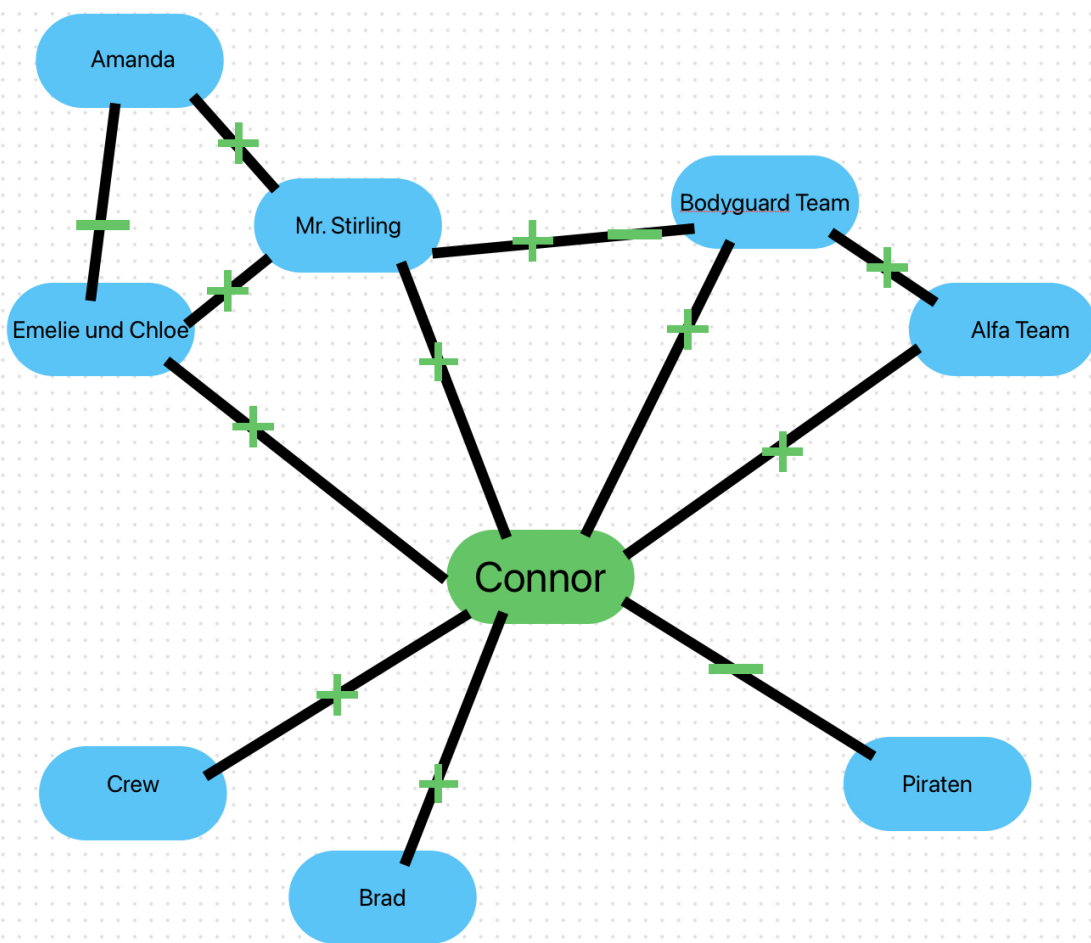 Amanda
Bodyguard Team
Mr. Stirling
Emelie und Chloe
Alfa Team
Connor
Crew
Piraten
Brad